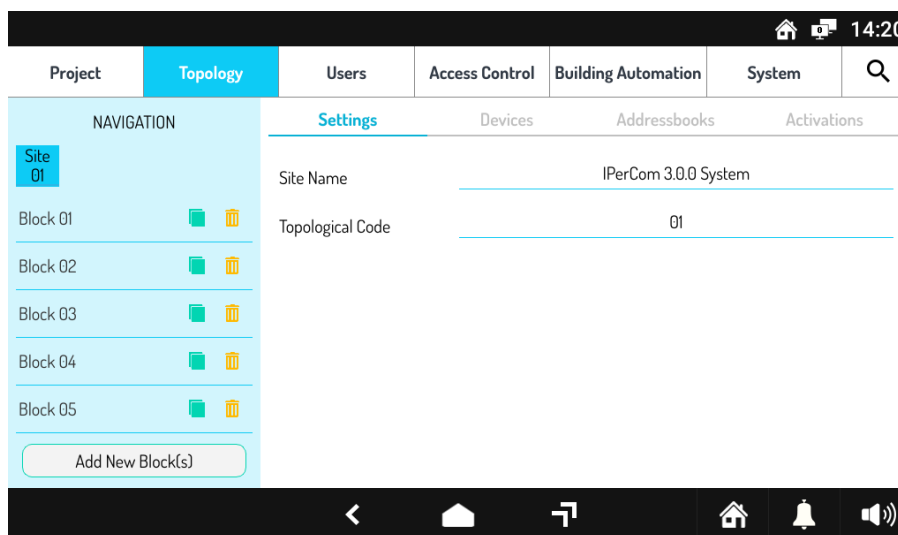 14:20
Project Topology Users Access Control Building Automation System
NAVIGATION
Settings Devices Addressbooks Activations
Site
01
Site Name IPerCom 3.0.0 System
Block 01
Topological Code 01
Block 02
Block 03
Block 04
Block 05
Add New Block(s)